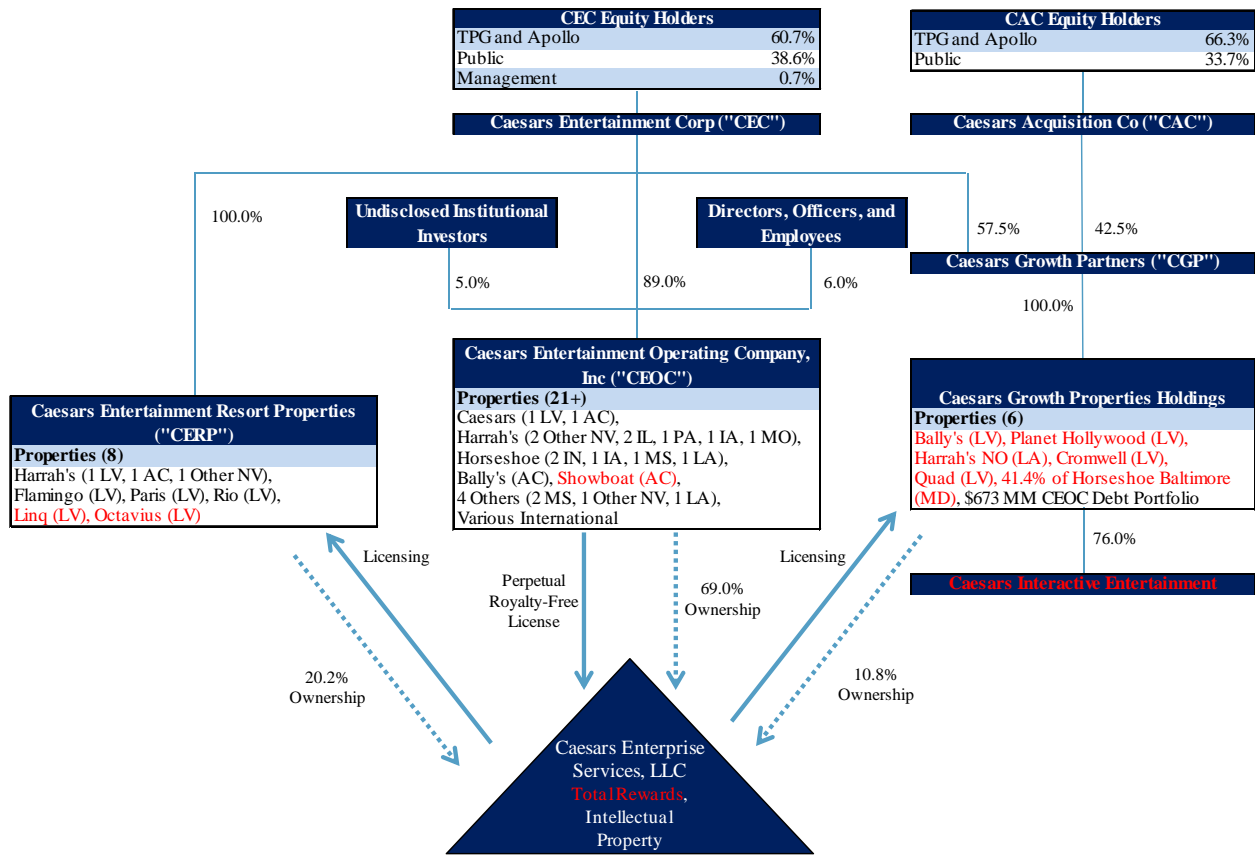 CEC Equity Holders
TPG and Apollo 60.7%
Public 38.6%
Management 0.7%
CAC Equity Holders
TPG and Apollo 66.3%
Public 33.7%
Caesars Entertainment Corp ("CEC")
Caesars Acquisition Co ("CAC")
100.0%
Undisclosed Institutional
Investors
Directors, Officers, and
Employees
57.5%
42.5%
Caesars Growth Partners ("CGP")
5.0%
89.0%
6.0%
100.0%
Caesars Entertainment Resort Properties
("CERP")
Properties (8)
Harrah's (1 LV, 1 AC, 1 Other NV),
Flamingo (LV), Paris (LV), Rio (LV),
Linq (LV), Octavius (LV)
Caesars Entertainment Operating Company,
Inc ("CEOC")
Properties (21+)
Caesars (1 LV, 1 AC),
Harrah's (2 Other NV, 2 IL, 1 PA, 1 IA, 1 MO),
Horseshoe (2 IN, 1 IA, 1 MS, 1 LA),
Bally's (AC), Showboat (AC),
4 Others (2 MS, 1 Other NV, 1 LA),
Various International
Caesars Growth Properties Holdings
Properties (6)
Bally's (LV), Planet Hollywood (LV),
Harrah's NO (LA), Cromwell (LV),
Quad (LV), 41.4% of Horseshoe Baltimore
(MD), $673 MM CEOC Debt Portfolio
76.0%
Caesars Interactive Entertainment
Licensing
Perpetual
Royalty-Free
License
69.0%
Ownership
Licensing
20.2%
Ownership
10.8%
Ownership
Caesars Enterprise
Services, LLC
Total Rewards,
Intellectual
Property